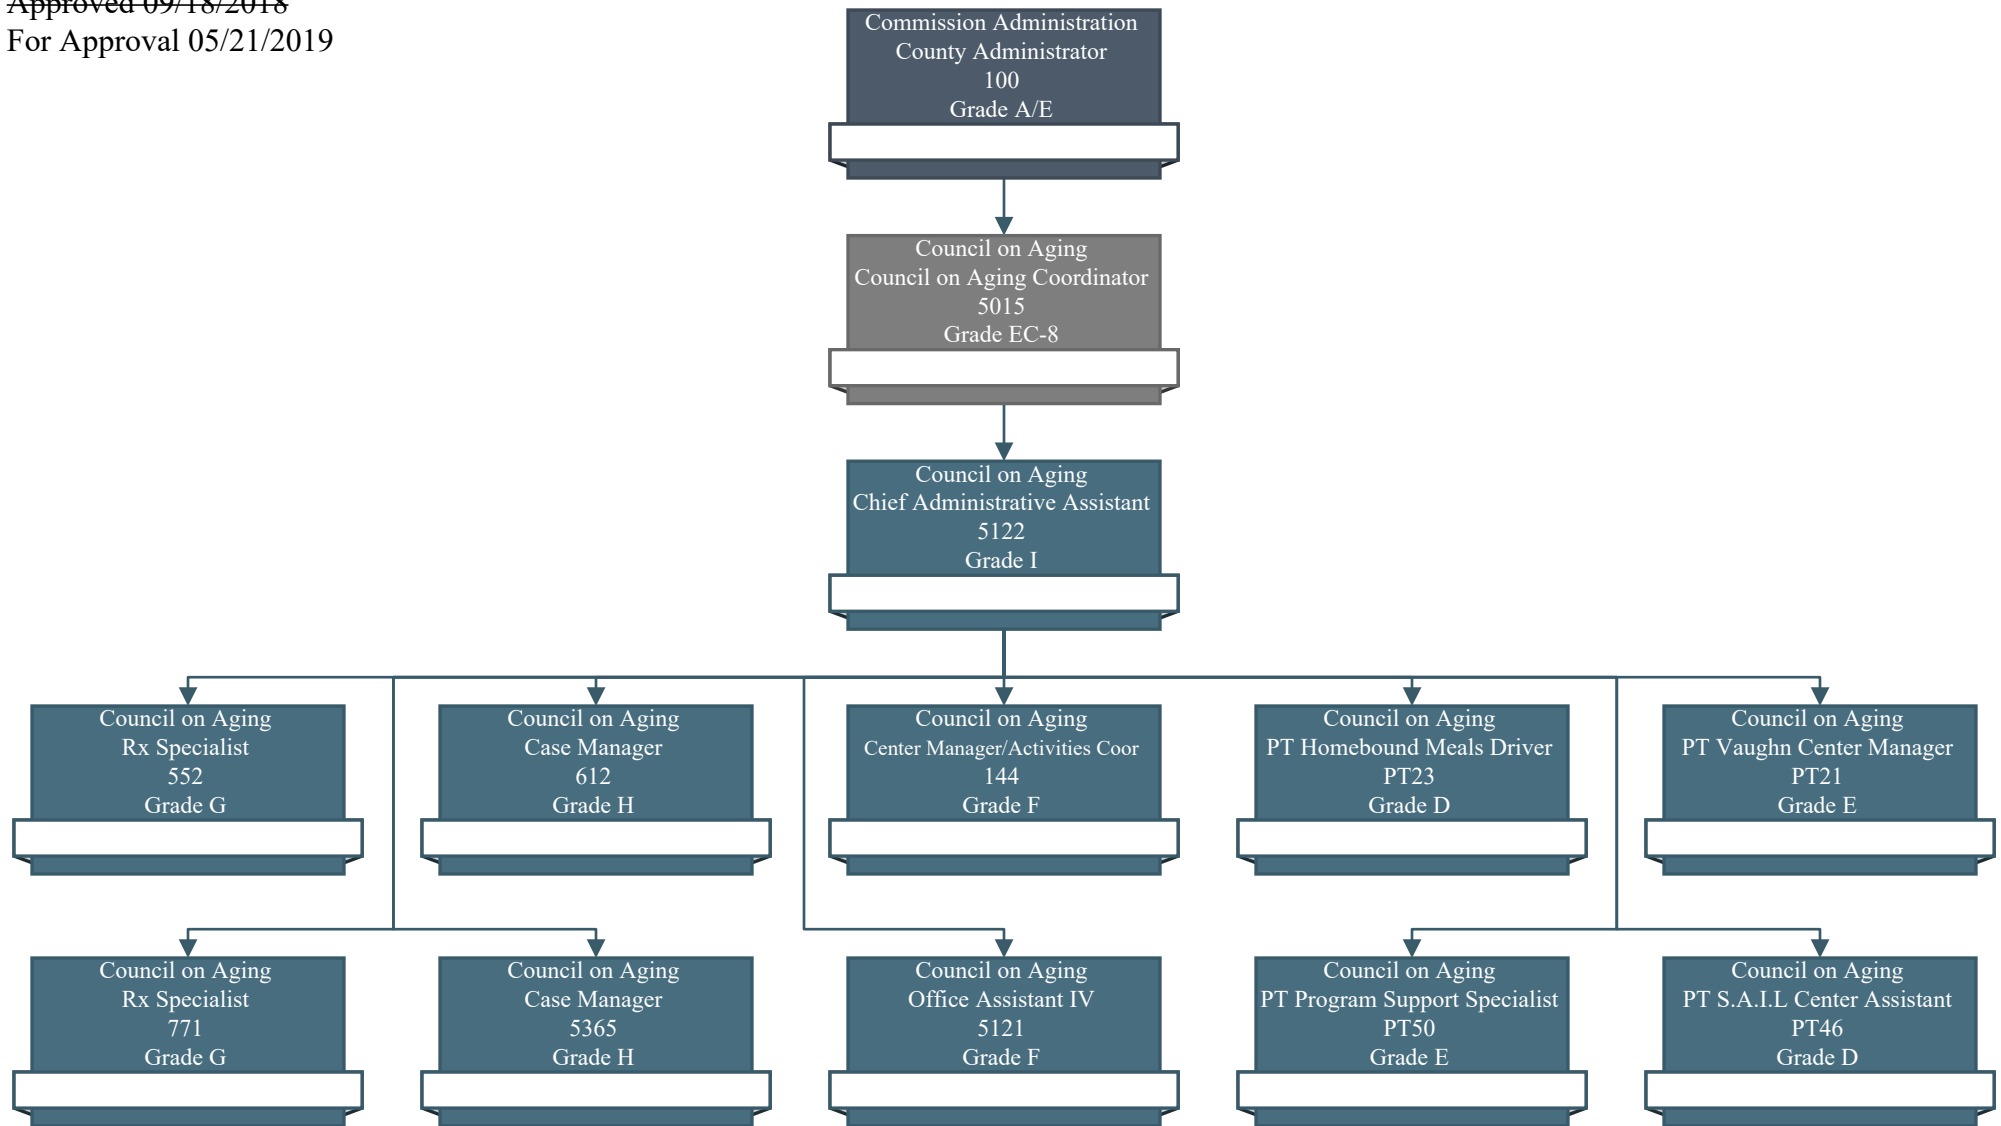 Approved 09/18/2018
For Approval 05/21/2019
Commission Administration
County Administrator
100
Grade A/E
Council on Aging
Council on Aging Coordinator
5015
Grade EC-8
Council on Aging
Chief Administrative Assistant
5122
Grade I
Council on Aging
Rx Specialist
552
Grade G
Council on Aging
Case Manager
612
Grade H
Council on Aging
Center Manager/Activities Coor
144
Grade F
Council on Aging
PT Homebound Meals Driver
PT23
Grade D
Council on Aging
PT Vaughn Center Manager
PT21
Grade E
Council on Aging
Rx Specialist
771
Grade G
Council on Aging
Case Manager
5365
Grade H
Council on Aging
Office Assistant IV
5121
Grade F
Council on Aging
PT Program Support Specialist
PT50
Grade E
Council on Aging
PT S.A.I.L Center Assistant
PT46
Grade D